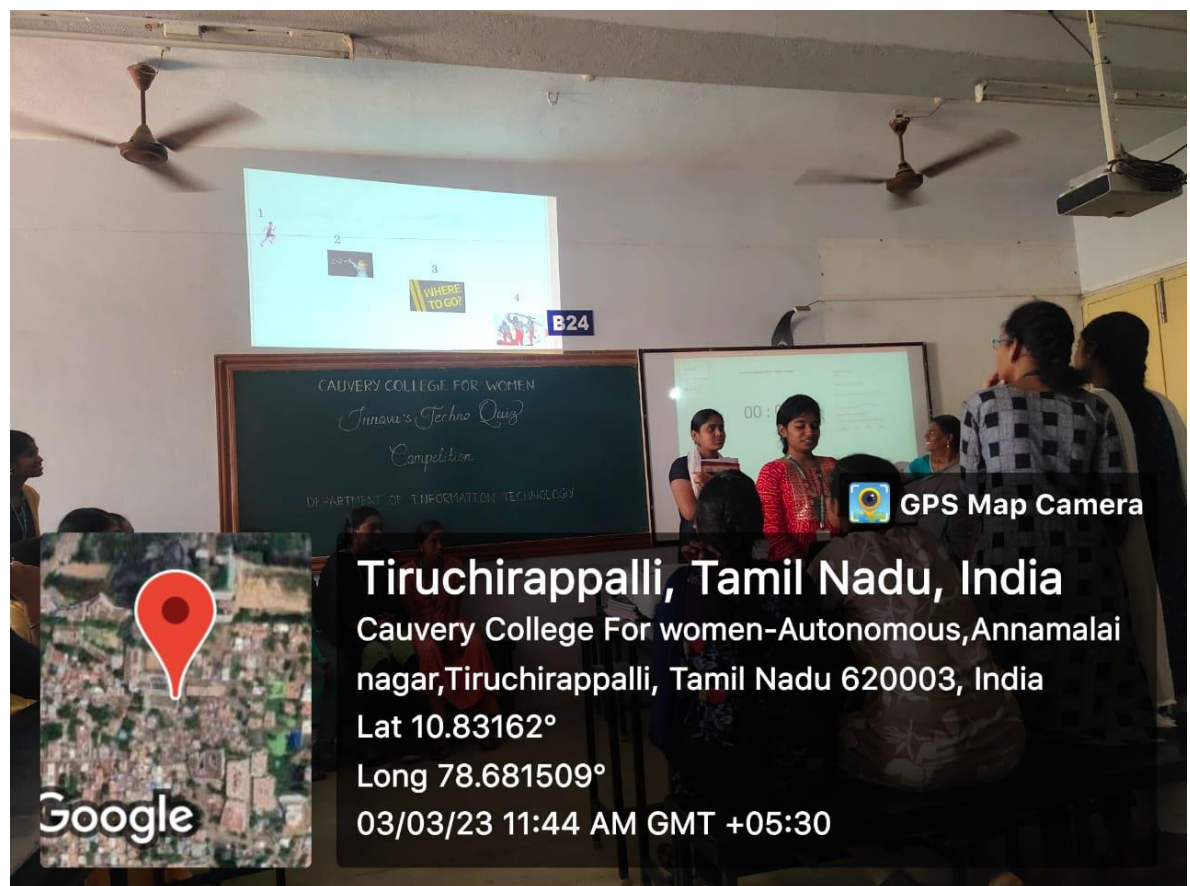 1
2
3
WHERE
TO GO?
4
B24
CAUVERY COLLEGE FOR WOMEN
Innova's Techno Quiz
Competition
DEPARTMENT OF INFORMATION TECHNOLOGY
00 :
GPS Map Camera
Tiruchirappalli, Tamil Nadu, India
Cauvery College For women-Autonomous,Annamalai
nagar,Tiruchirappalli, Tamil Nadu 620003, India
Lat 10.83162°
Long 78.681509°
03/03/23 11:44 AM GMT +05:30
Google